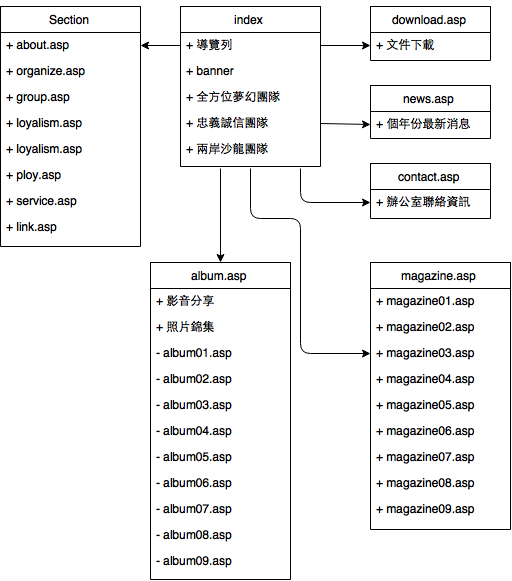 Section
+ about.asp
+ organize.asp
+ group.asp
+ loyalism.asp
+ loyalism.asp
+ ploy.asp
+ service.asp
+ link.asp
index
+ 導覽列
+ banner
+ 全方位夢幻團隊
+ 忠義誠信團隊
+ 兩岸沙龍團隊
download.asp
+ 文件下載
news.asp
+ 個年份最新消息
contact.asp
+ 辦公室聯絡資訊
album.asp
+ 影音分享
+ 照片錦集
- album01.asp
- album02.asp
- album03.asp
- album04.asp
- album05.asp
- album06.asp
- album07.asp
- album08.asp
- album09.asp
magazine.asp
+ magazine01.asp
+ magazine02.asp
+ magazine03.asp
+ magazine04.asp
+ magazine05.asp
+ magazine06.asp
+ magazine07.asp
+ magazine08.asp
+ magazine09.asp